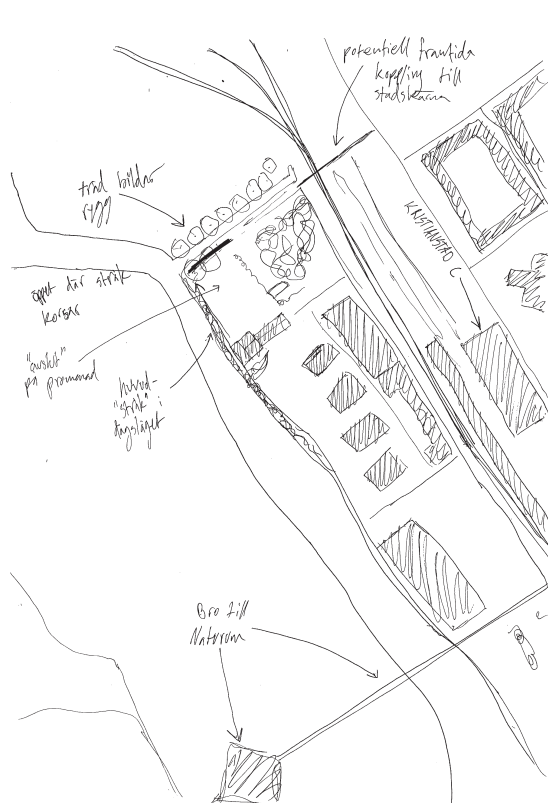 potentiell framtida
koppling till
stadskärna
träd bildar
rygg
KRISTIANSTAD C
öppet där stråk
korsar
"avslut"
på promenad
huvud-
"stråk" i
dagsläget
Bro till
Naturum